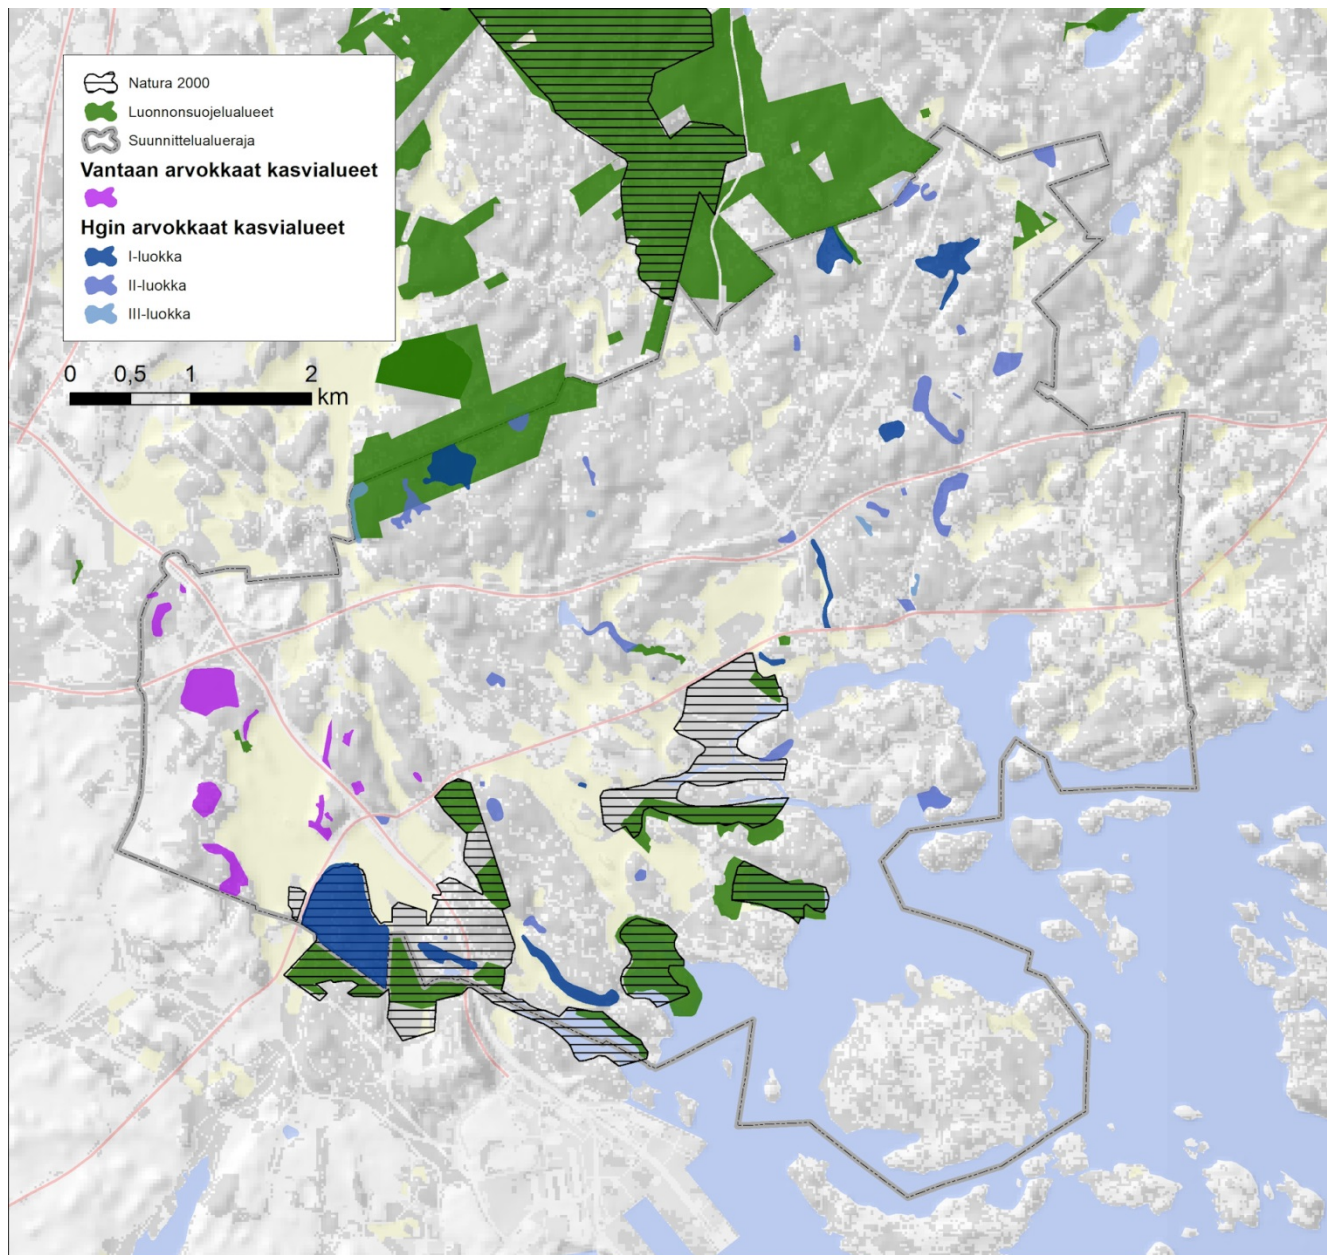 Natura 2000
Luonnonsuojelualueet
Suunnittelualueraja
Vantaan arvokkaat kasvialueet
Hgin arvokkaat kasvialueet
I-luokka
II-luokka
III-luokka
0 0,5 1 2
km